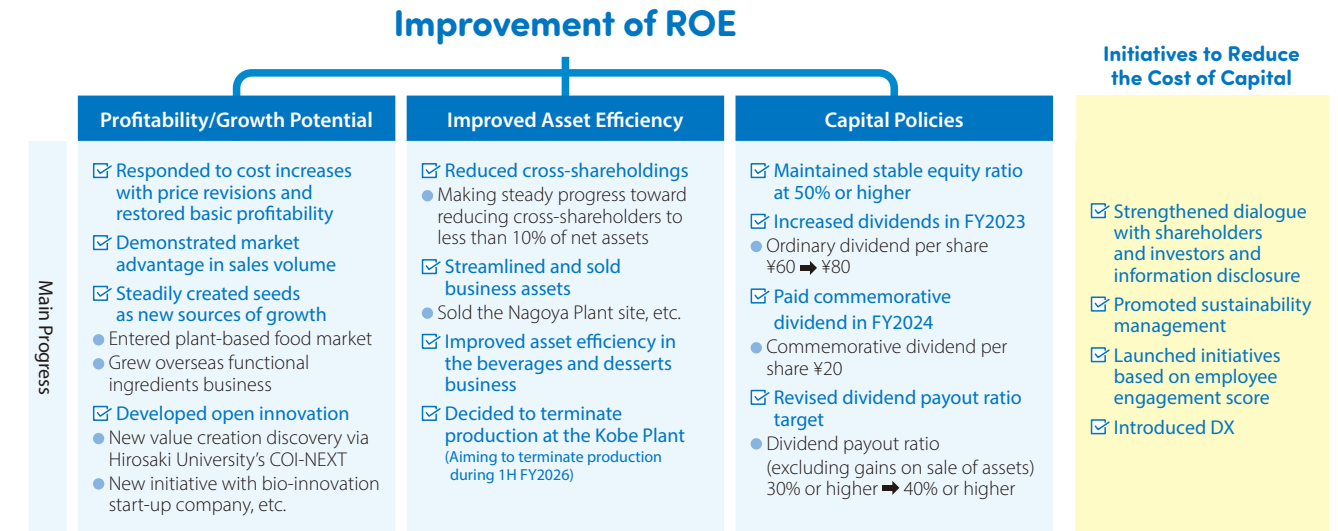 Improvement of ROE
Initiatives to Reduce
the Cost of Capital
Main Progress
Profitability/Growth Potential
Responded to cost increases
with price revisions and
restored basic profitability
Demonstrated market
advantage in sales volume
Steadily created seeds
as new sources of growth
Entered plant-based food market
Grew overseas functional
ingredients business
Developed open innovation
New value creation discovery via
Hirosaki University's COI-NEXT
New initiative with bio-innovation
start-up company, etc.
Improved Asset Efficiency
Reduced cross-shareholdings
Making steady progress toward
reducing cross-shareholders to
less than 10% of net assets
Streamlined and sold
business assets
Sold the Nagoya Plant site, etc.
Improved asset efficiency in
the beverages and desserts
business
Decided to terminate
production at the Kobe Plant
(Aiming to terminate production
during 1H FY2026)
Capital Policies
Maintained stable equity ratio
at 50% or higher
Increased dividends in FY2023
Ordinary dividend per share
¥60 ➡ ¥80
Paid commemorative
dividend in FY2024
Commemorative dividend per
share ¥20
Revised dividend payout ratio
target
Dividend payout ratio
(excluding gains on sale of assets)
30% or higher ➡ 40% or higher
Strengthened dialogue
with shareholders
and investors and
information disclosure
Promoted sustainability
management
Launched initiatives
based on employee
engagement score
Introduced DX